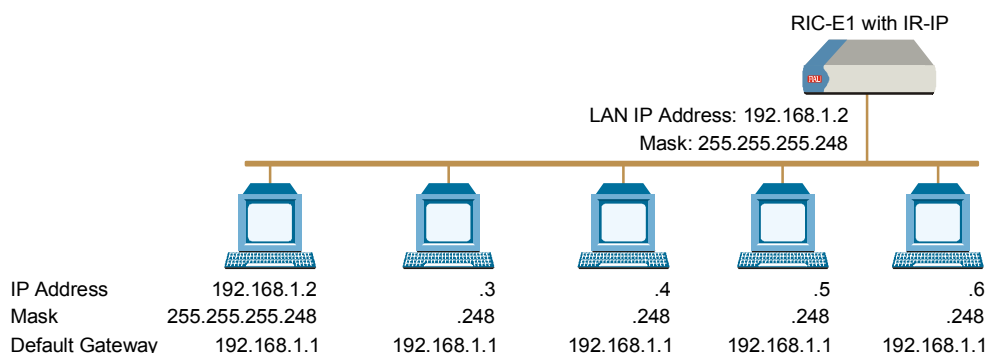 RIC-E1 with IR-IP
RAD
LAN IP Address: 192.168.1.2
Mask: 255.255.255.248
IP Address 192.168.1.2 .3 .4 .5 .6
Mask 255.255.255.248 .248 .248 .248 .248
Default Gateway 192.168.1.1 192.168.1.1 192.168.1.1 192.168.1.1 192.168.1.1